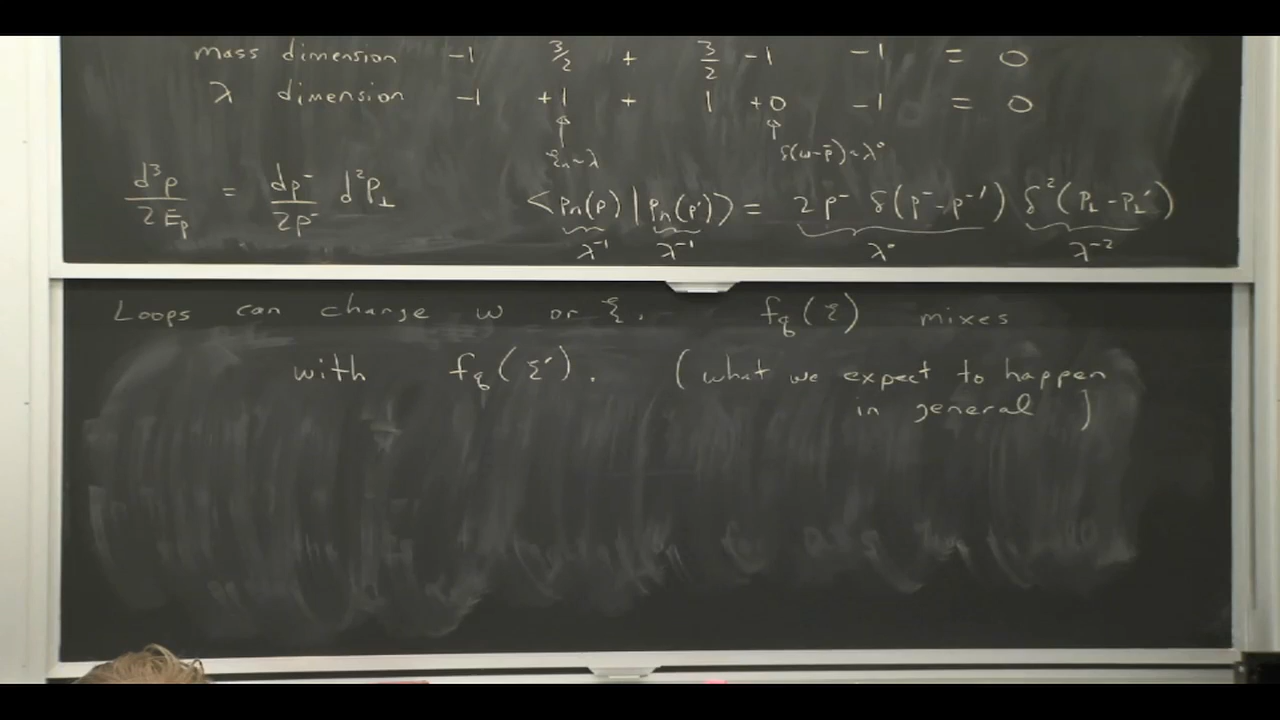 mass dimension -1 3/2 + 3/2 -1 -1 = 0
λ dimension -1 +1 + 1 +0 -1 = 0
ξn ~ λ δ(ω-p̄) ~ λ⁰
d³p / 2Ep = dp⁻ / 2p⁻ d²p⊥ <pn(p) | pn(p')> = 2p⁻ δ(p⁻-p⁻') δ²(p⊥-p⊥')
λ⁻¹ λ⁻¹ λ⁰ λ⁻²
Loops can change ω or ξ. fq(ξ) mixes
with fq(ξ'). (what we expect to happen
in general)